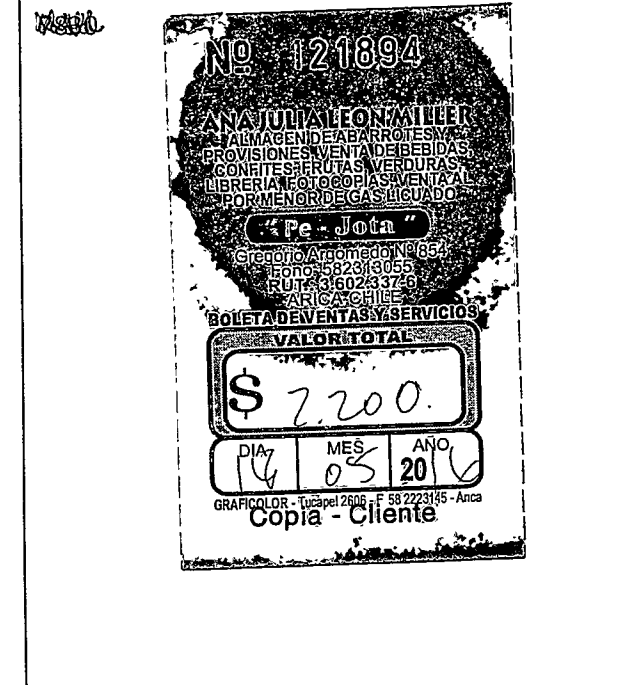 Nº 121894
ANA JULIA LEON MILLER
ALMACEN DE ABARROTES Y
PROVISIONES, VENTA DE BEBIDAS
CONFITES-FRUTAS, VERDURAS
LIBRERIA, FOTOCOPIAS, VENTA AL
POR MENOR DE GAS LICUADO
"Pe - Jota"
Gregorio Argomedo Nº 854
Fono: 582313055
RUT.: 3.602.337-6
ARICA-CHILE
BOLETA DE VENTAS Y SERVICIOS
VALOR TOTAL
$ 2.200.
DIA MES AÑO
05 2016
GRAFICOLOR - Tucapel 2606 - F 58 2223145 - Arica
Copia - Cliente